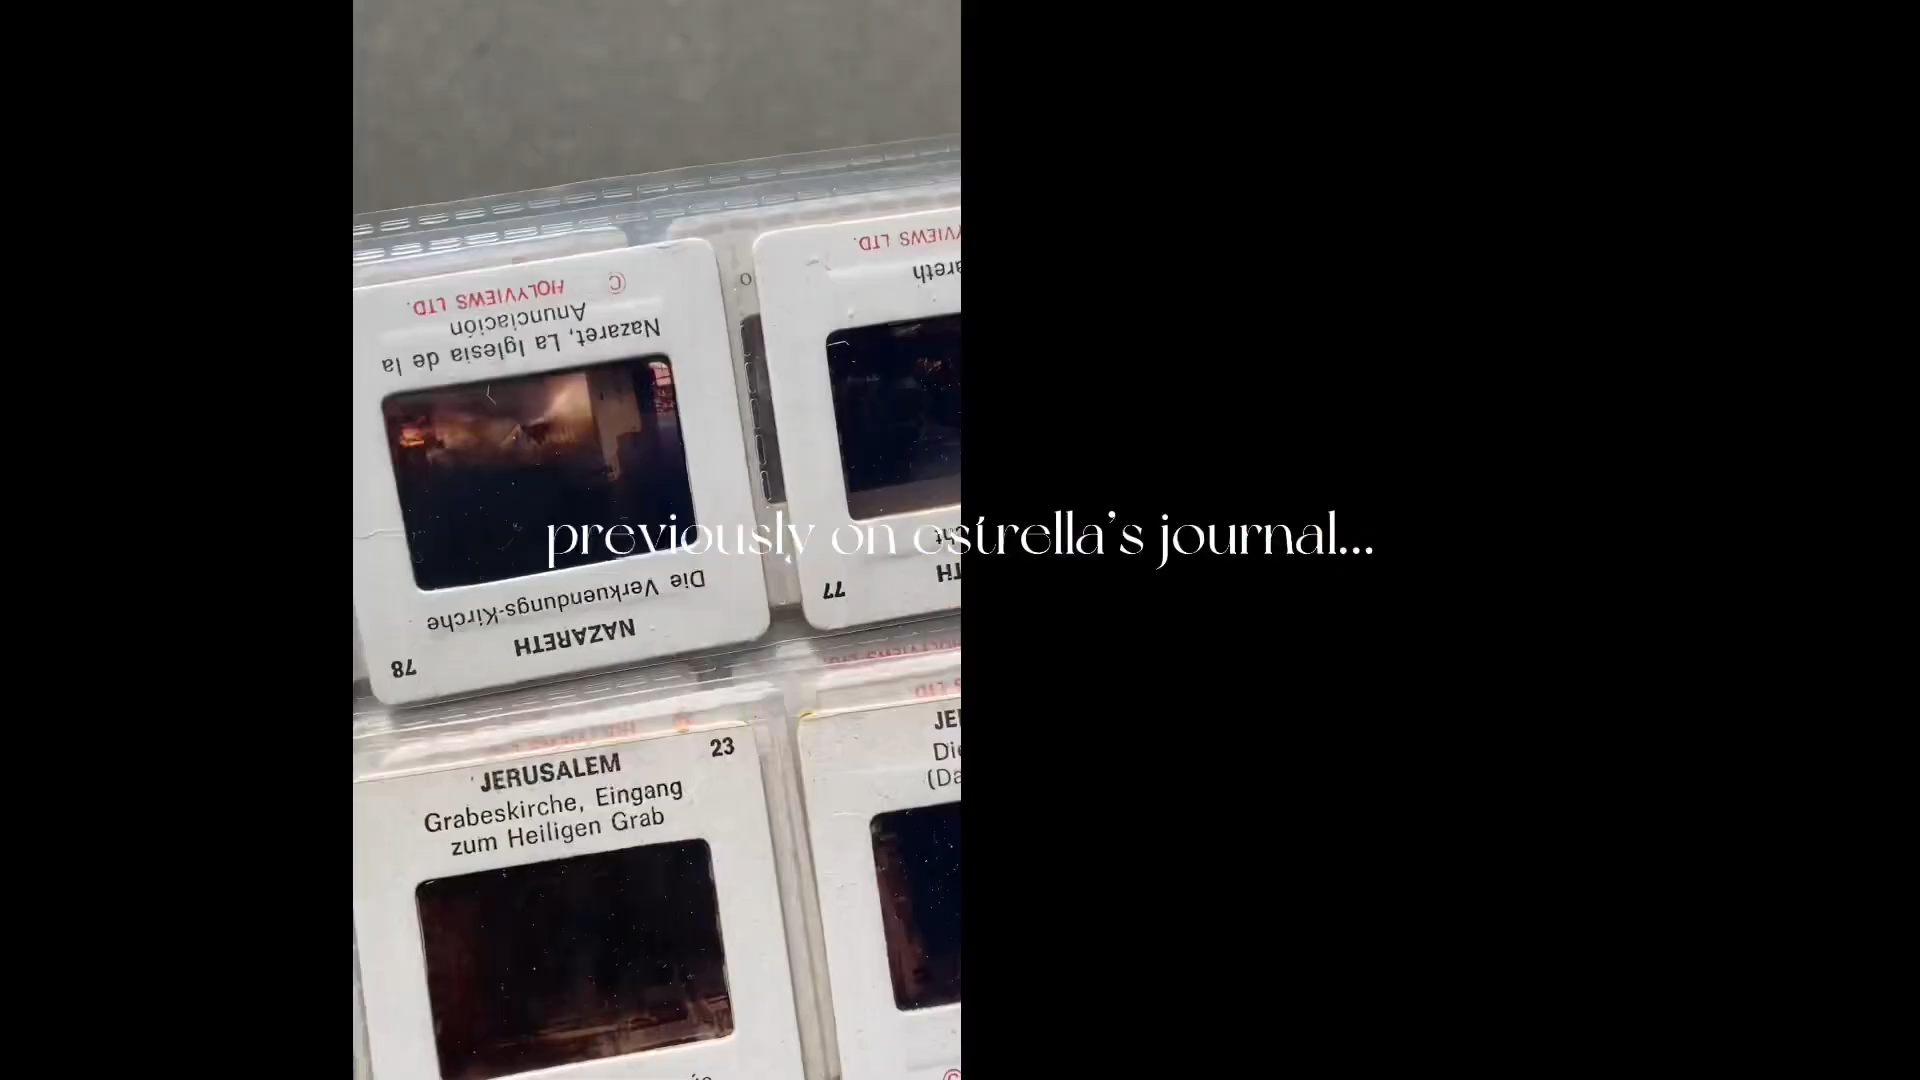 © HOLYVIEWS LTD.
Nazaret, La Iglesia de la
Anunciación
Die Verkuendungs-Kirche
NAZARETH
78
YVIEWS LTD.
77
previously on estrella's journal...
JERUSALEM 23
Grabeskirche, Eingang
zum Heiligen Grab